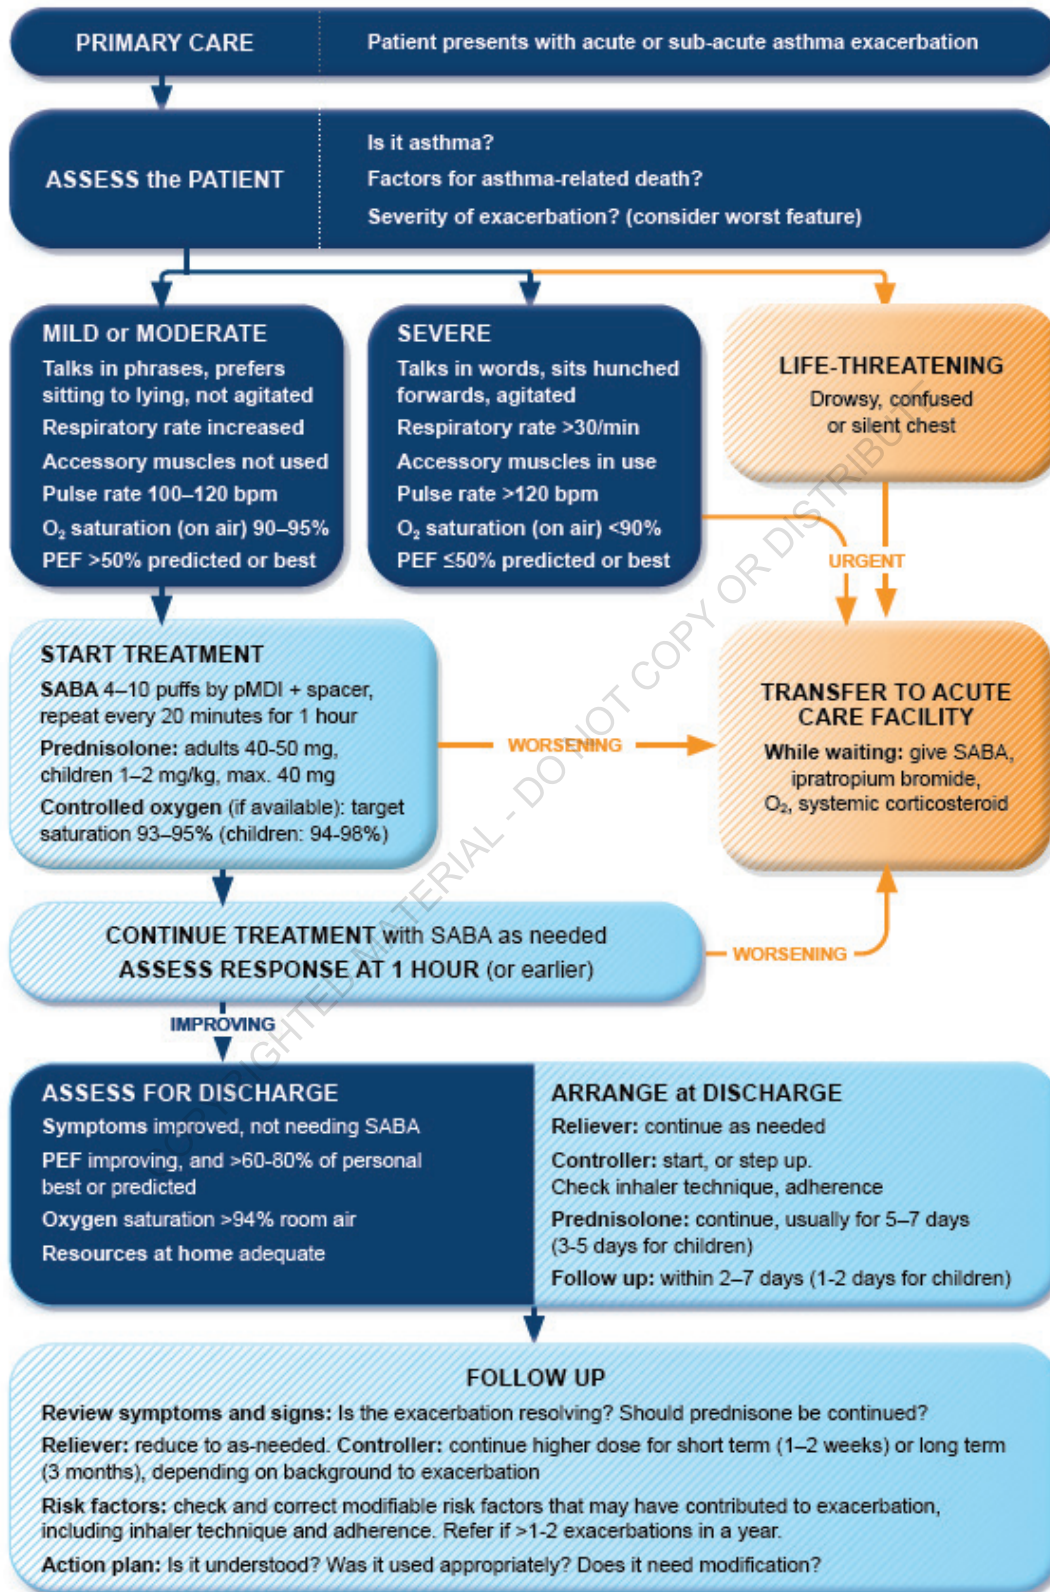 PRIMARY CARE
Patient presents with acute or sub-acute asthma exacerbation
ASSESS the PATIENT
Is it asthma?
Factors for asthma-related death?
Severity of exacerbation? (consider worst feature)
MILD or MODERATE
Talks in phrases, prefers
sitting to lying, not agitated
Respiratory rate increased
Accessory muscles not used
Pulse rate 100–120 bpm
O₂ saturation (on air) 90–95%
PEF >50% predicted or best
SEVERE
Talks in words, sits hunched
forwards, agitated
Respiratory rate >30/min
Accessory muscles in use
Pulse rate >120 bpm
O₂ saturation (on air) <90%
PEF ≤50% predicted or best
LIFE-THREATENING
Drowsy, confused
or silent chest
URGENT
START TREATMENT
SABA 4–10 puffs by pMDI + spacer,
repeat every 20 minutes for 1 hour
Prednisolone: adults 40-50 mg,
children 1–2 mg/kg, max. 40 mg
Controlled oxygen (if available): target
saturation 93–95% (children: 94-98%)
WORSENING
TRANSFER TO ACUTE
CARE FACILITY
While waiting: give SABA,
ipratropium bromide,
O₂, systemic corticosteroid
CONTINUE TREATMENT with SABA as needed
ASSESS RESPONSE AT 1 HOUR (or earlier)
WORSENING
IMPROVING
ASSESS FOR DISCHARGE
Symptoms improved, not needing SABA
PEF improving, and >60-80% of personal
best or predicted
Oxygen saturation >94% room air
Resources at home adequate
ARRANGE at DISCHARGE
Reliever: continue as needed
Controller: start, or step up.
Check inhaler technique, adherence
Prednisolone: continue, usually for 5–7 days
(3-5 days for children)
Follow up: within 2–7 days (1-2 days for children)
FOLLOW UP
Review symptoms and signs: Is the exacerbation resolving? Should prednisone be continued?
Reliever: reduce to as-needed. Controller: continue higher dose for short term (1–2 weeks) or long term
(3 months), depending on background to exacerbation
Risk factors: check and correct modifiable risk factors that may have contributed to exacerbation,
including inhaler technique and adherence. Refer if >1-2 exacerbations in a year.
Action plan: Is it understood? Was it used appropriately? Does it need modification?
COPYRIGHTED MATERIAL - DO NOT COPY OR DISTRIBUTE